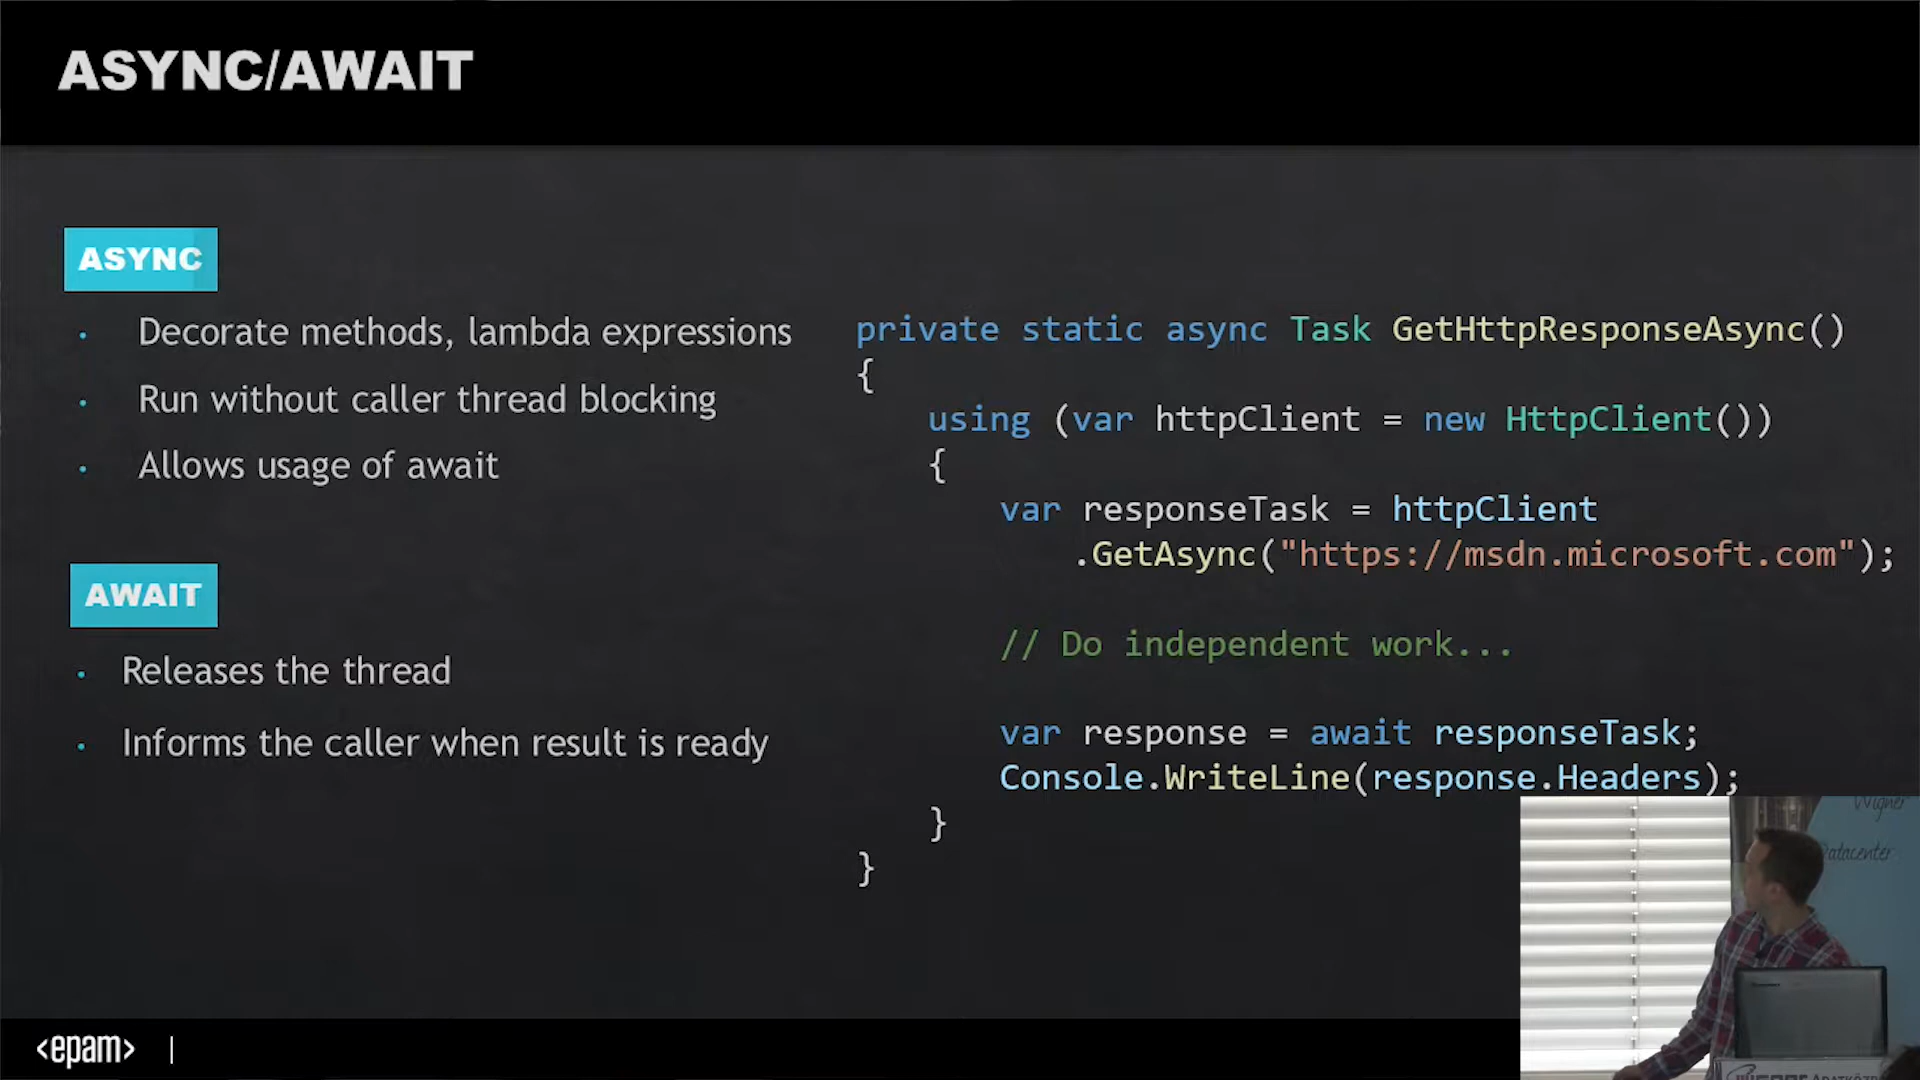 ASYNC/AWAIT
ASYNC
Decorate methods, lambda expressions
Run without caller thread blocking
Allows usage of await
AWAIT
Releases the thread
Informs the caller when result is ready
private static async Task GetHttpResponseAsync()
{
using (var httpClient = new HttpClient())
{
var responseTask = httpClient
.GetAsync("https://msdn.microsoft.com");
// Do independent work...
var response = await responseTask;
Console.WriteLine(response.Headers);
}
}
Wigner
Datacenter
<epam> |